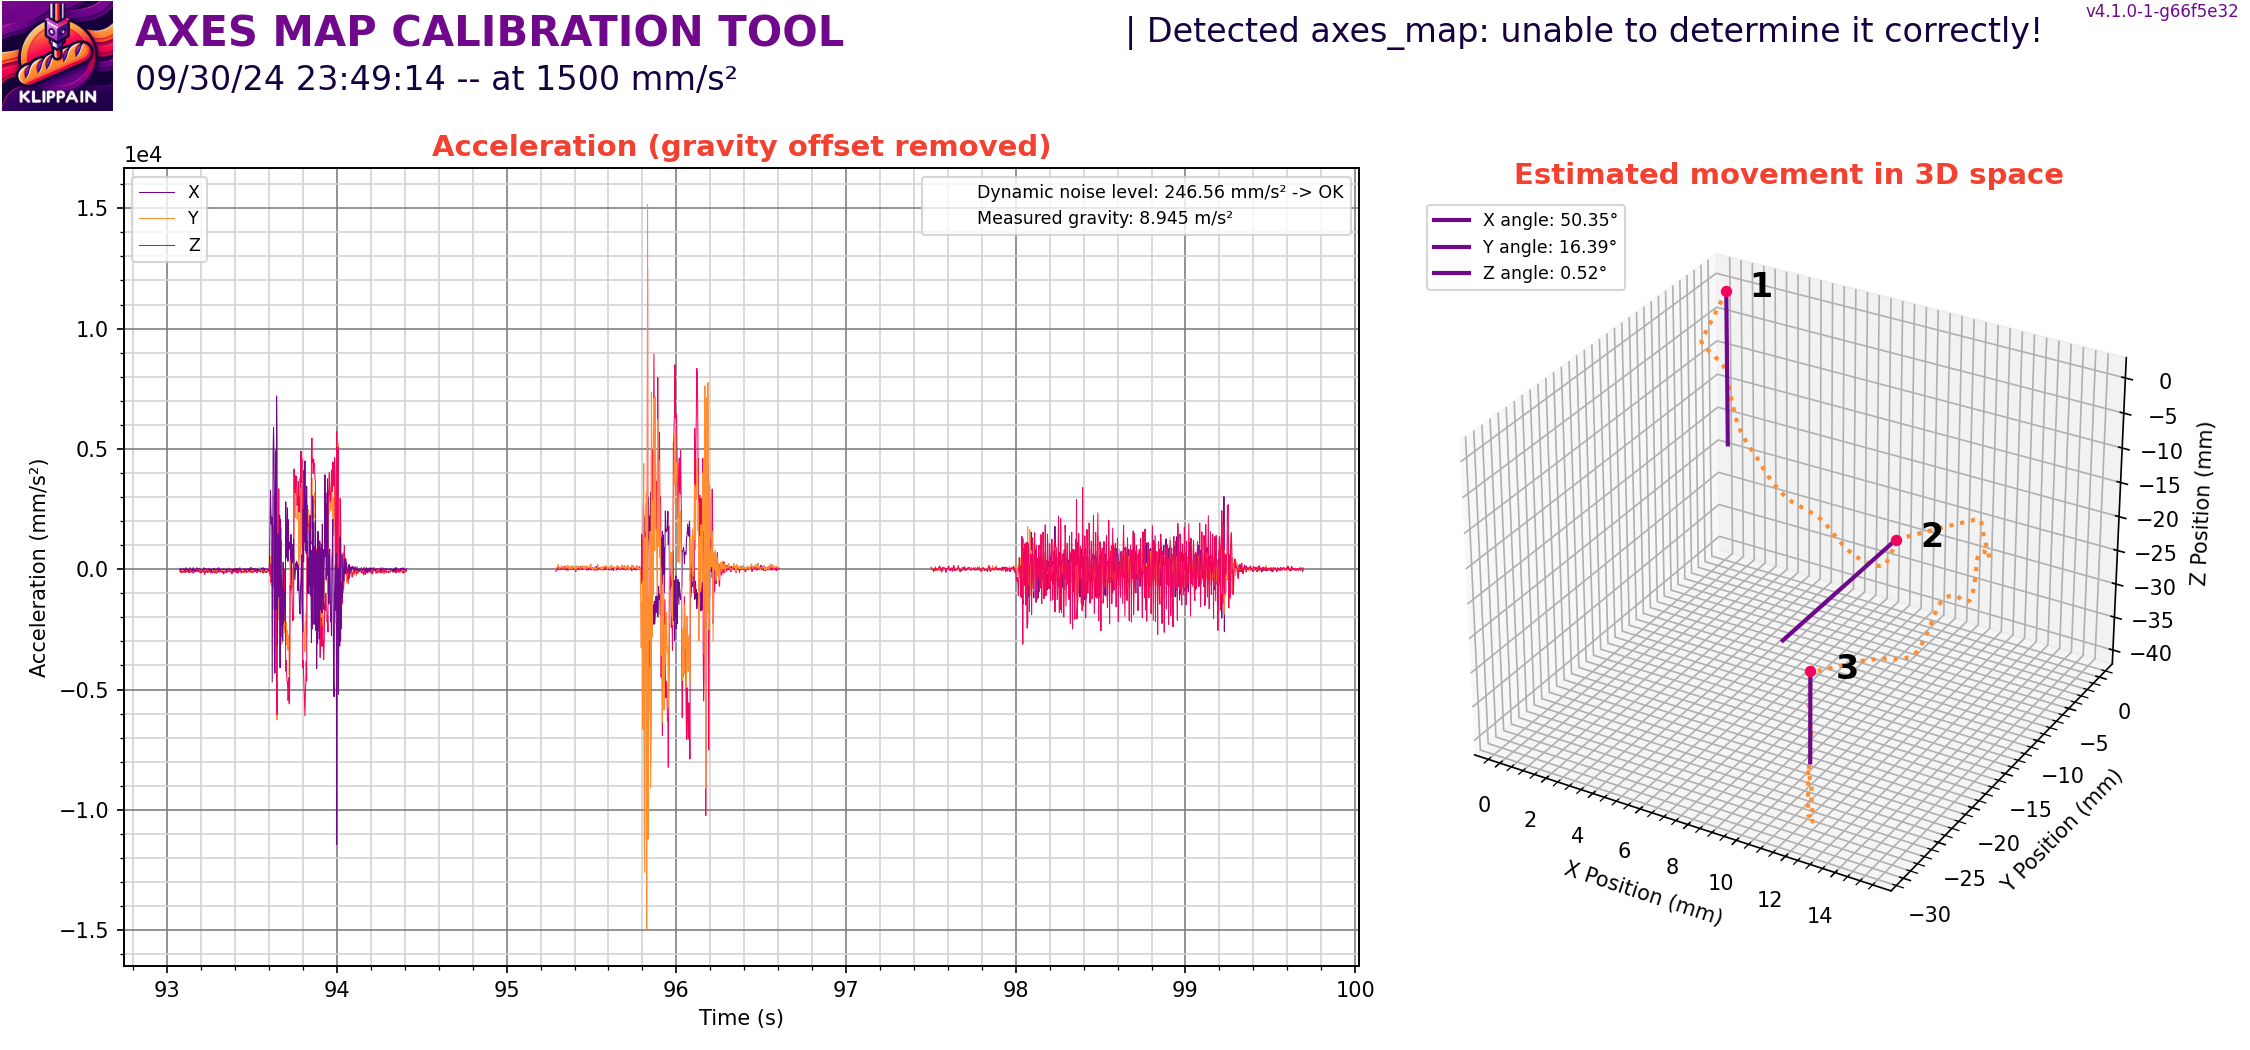 KLIPPAIN
AXES MAP CALIBRATION TOOL
09/30/24 23:49:14 -- at 1500 mm/s²
| Detected axes_map: unable to determine it correctly!
v4.1.0-1-g66f5e32
Acceleration (gravity offset removed)
1e4
X
Y
Z
Dynamic noise level: 246.56 mm/s² -> OK
Measured gravity: 8.945 m/s²
1.5
1.0
0.5
0.0
−0.5
−1.0
−1.5
Acceleration (mm/s²)
93 94 95 96 97 98 99 100
Time (s)
Estimated movement in 3D space
X angle: 50.35°
Y angle: 16.39°
Z angle: 0.52°
1
2
3
0
−5
−10
−15
−20
−25
−30
−35
−40
Z Position (mm)
0
−5
−10
−15
−20
−25
−30
Y Position (mm)
0 2 4 6 8 10 12 14
X Position (mm)